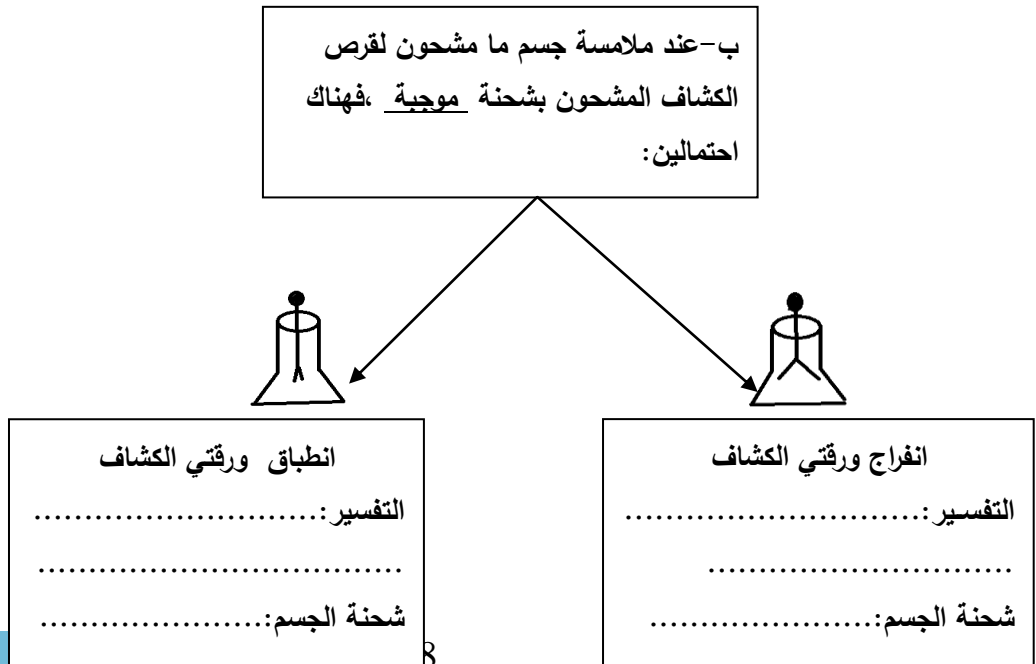 ب-عند ملامسة جسم ما مشحون لقرص
الكشاف المشحون بشحنة موجبة ،فهناك
احتمالين:
انفراج ورقتي الكشاف
التفسير:.............................
..............................
شحنة الجسم:......................
انطباق ورقتي الكشاف
التفسير:............................
....................................
شحنة الجسم:......................
8